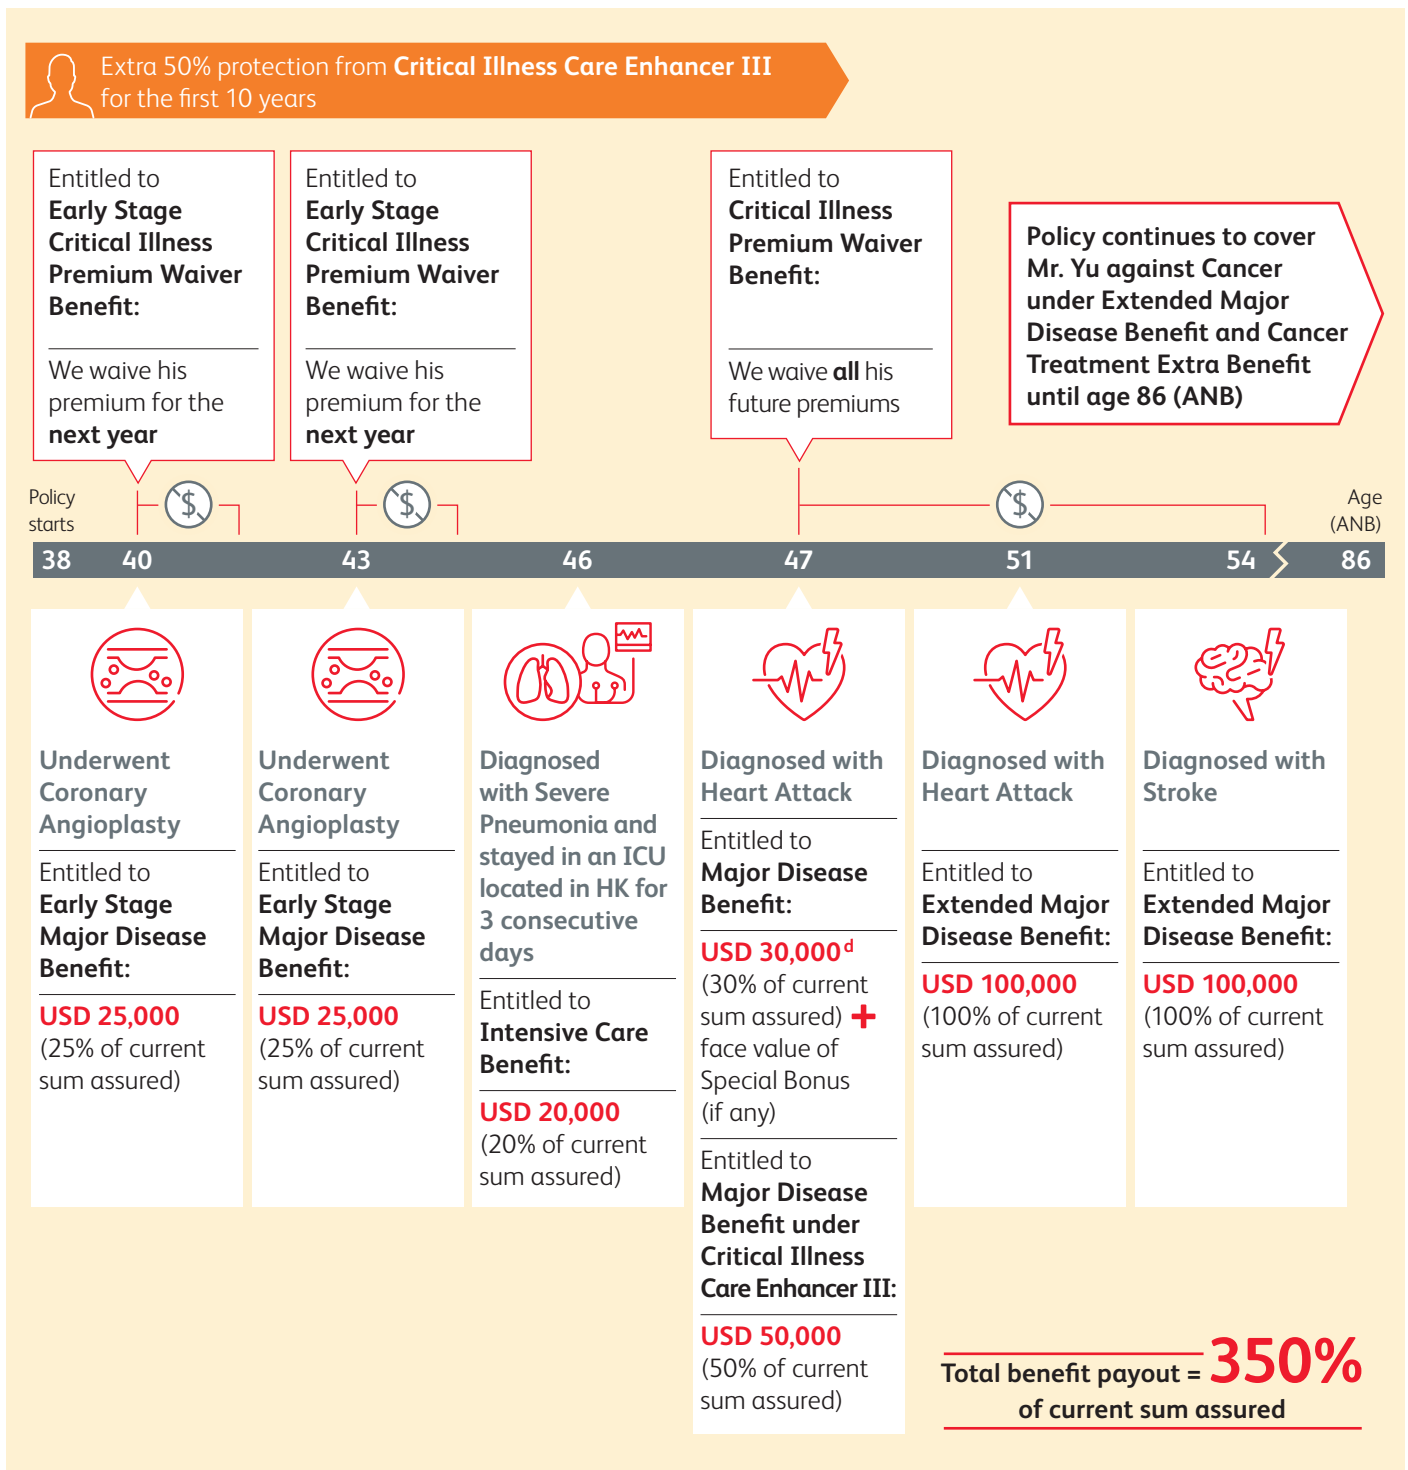 Extra 50% protection from Critical Illness Care Enhancer III
for the first 10 years
Entitled to
Early Stage
Critical Illness
Premium Waiver
Benefit:
We waive his
premium for the
next year
Entitled to
Early Stage
Critical Illness
Premium Waiver
Benefit:
We waive his
premium for the
next year
Entitled to
Critical Illness
Premium Waiver
Benefit:
We waive all his
future premiums
Policy continues to cover
Mr. Yu against Cancer
under Extended Major
Disease Benefit and Cancer
Treatment Extra Benefit
until age 86 (ANB)
Policy
starts
$
$
$
Age
(ANB)
38 40 43 46 47 51 54 86
Underwent
Coronary
Angioplasty
Entitled to
Early Stage
Major Disease
Benefit:
USD 25,000
(25% of current
sum assured)
Underwent
Coronary
Angioplasty
Entitled to
Early Stage
Major Disease
Benefit:
USD 25,000
(25% of current
sum assured)
Diagnosed
with Severe
Pneumonia and
stayed in an ICU
located in HK for
3 consecutive
days
Entitled to
Intensive Care
Benefit:
USD 20,000
(20% of current
sum assured)
Diagnosed with
Heart Attack
Entitled to
Major Disease
Benefit:
USD 30,000 d
(30% of current
sum assured) +
face value of
Special Bonus
(if any)
Entitled to
Major Disease
Benefit under
Critical Illness
Care Enhancer III:
USD 50,000
(50% of current
sum assured)
Diagnosed with
Heart Attack
Entitled to
Extended Major
Disease Benefit:
USD 100,000
(100% of current
sum assured)
Diagnosed with
Stroke
Entitled to
Extended Major
Disease Benefit:
USD 100,000
(100% of current
sum assured)
Total benefit payout = 350%
of current sum assured